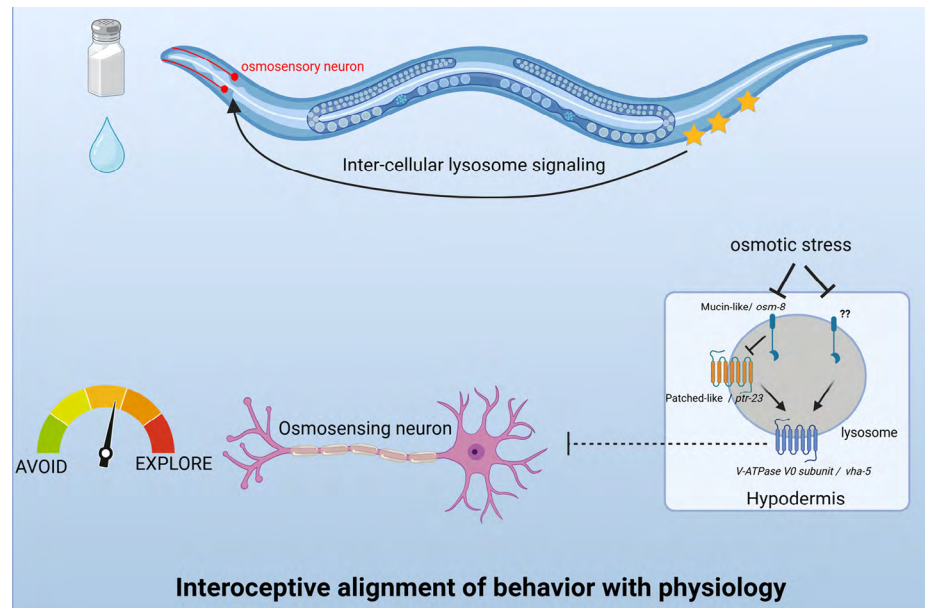 osmosensory neuron
Inter-cellular lysosome signaling
osmotic stress
Mucin-like/ osm-8
??
Patched-like / ptr-23
lysosome
V-ATPase V0 subunit / vha-5
Hypodermis
Osmosensing neuron
AVOID
EXPLORE
Interoceptive alignment of behavior with physiology